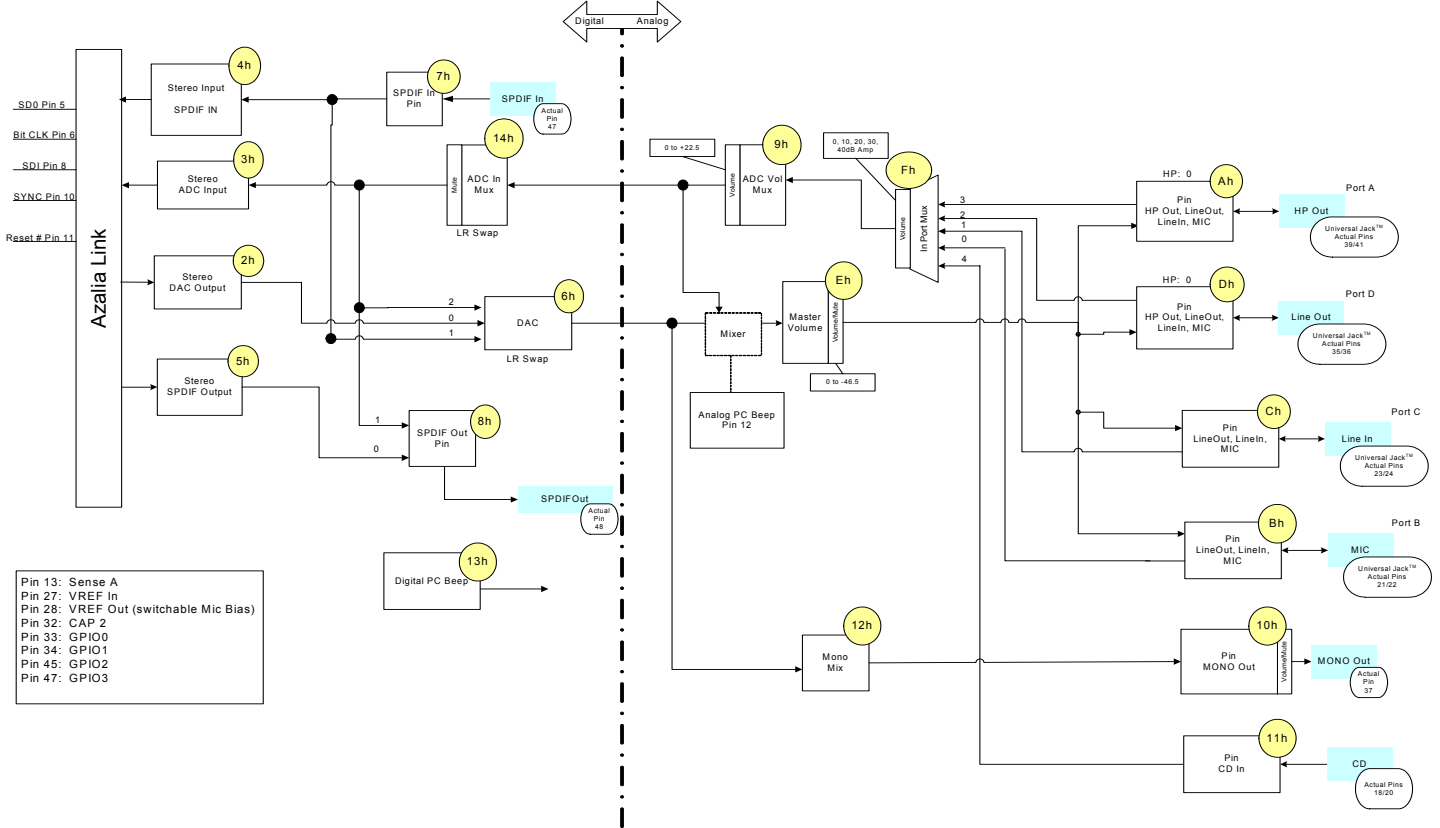 Digital
Analog
4h
Stereo Input
SPDIF IN
7h
SPDIF In
Pin
SPDIF In
Actual
Pin
47
SD0 Pin 5
Bit CLK Pin 6
SDI Pin 8
SYNC Pin 10
Reset # Pin 11
Azalia Link
3h
Stereo
ADC Input
14h
Mute
ADC In
Mux
LR Swap
0 to +22.5
9h
Volume
ADC Vol
Mux
0, 10, 20, 30,
40dB Amp
Fh
Volume
In Port Mux
3
2
1
0
4
HP: 0
Ah
Pin
HP Out, LineOut,
LineIn, MIC
Port A
HP Out
Universal Jack™
Actual Pins
39/41
2h
Stereo
DAC Output
2
0
1
6h
DAC
LR Swap
Mixer
Eh
Master
Volume
Volume/Mute
0 to -46.5
HP: 0
Dh
Pin
HP Out, LineOut,
LineIn, MIC
Port D
Line Out
Universal Jack™
Actual Pins
35/36
5h
Stereo
SPDIF Output
Analog PC Beep
Pin 12
1
0
8h
SPDIF Out
Pin
Ch
Pin
LineOut, LineIn,
MIC
Port C
Line In
Universal Jack™
Actual Pins
23/24
SPDIFOut
Actual
Pin
48
Bh
Pin
LineOut, LineIn,
MIC
Port B
MIC
Universal Jack™
Actual Pins
21/22
13h
Digital PC Beep
Pin 13: Sense A
Pin 27: VREF In
Pin 28: VREF Out (switchable Mic Bias)
Pin 32: CAP 2
Pin 33: GPIO0
Pin 34: GPIO1
Pin 45: GPIO2
Pin 47: GPIO3
12h
Mono
Mix
10h
Pin
MONO Out
Volume/Mute
MONO Out
Actual
Pin
37
11h
Pin
CD In
CD
Actual Pins
18/20